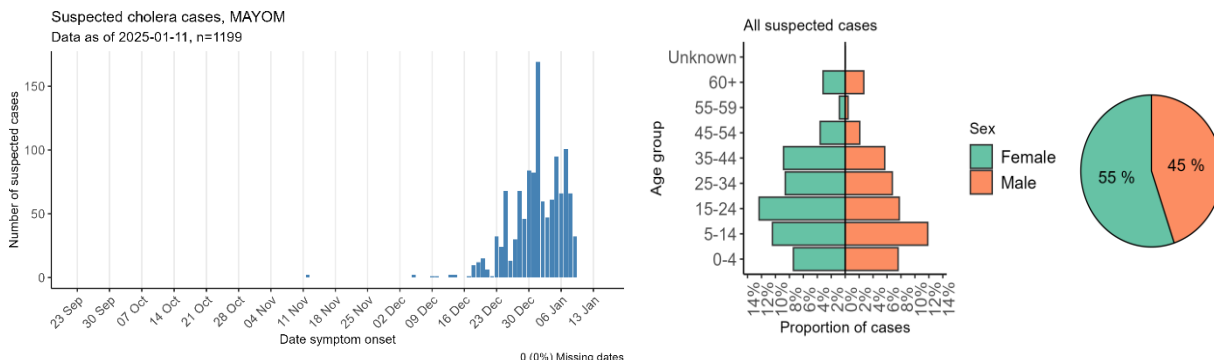 Suspected cholera cases, MAYOM
Data as of 2025-01-11, n=1199
Number of suspected cases
150
100
50
0
23 Sep
30 Sep
07 Oct
14 Oct
21 Oct
28 Oct
04 Nov
11 Nov
18 Nov
25 Nov
02 Dec
09 Dec
16 Dec
23 Dec
30 Dec
06 Jan
13 Jan
Date symptom onset
0 (0%) Missing dates
All suspected cases
Age group
Unknown
60+
55-59
45-54
35-44
25-34
15-24
5-14
0-4
14%
12%
10%
8%
6%
4%
2%
0%
2%
4%
6%
8%
10%
12%
14%
Proportion of cases
Sex
Female
Male
55 %
45 %